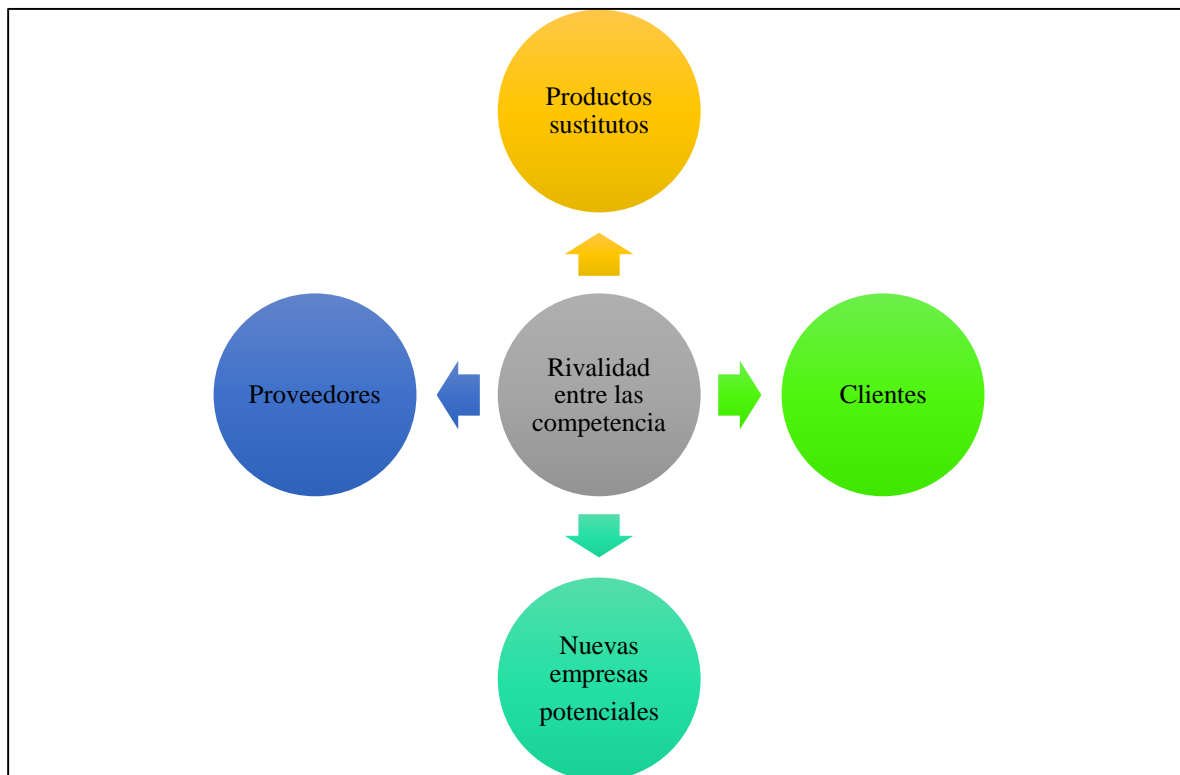 Productos
sustitutos
Proveedores
Rivalidad
entre las
competencia
Clientes
Nuevas
empresas
potenciales